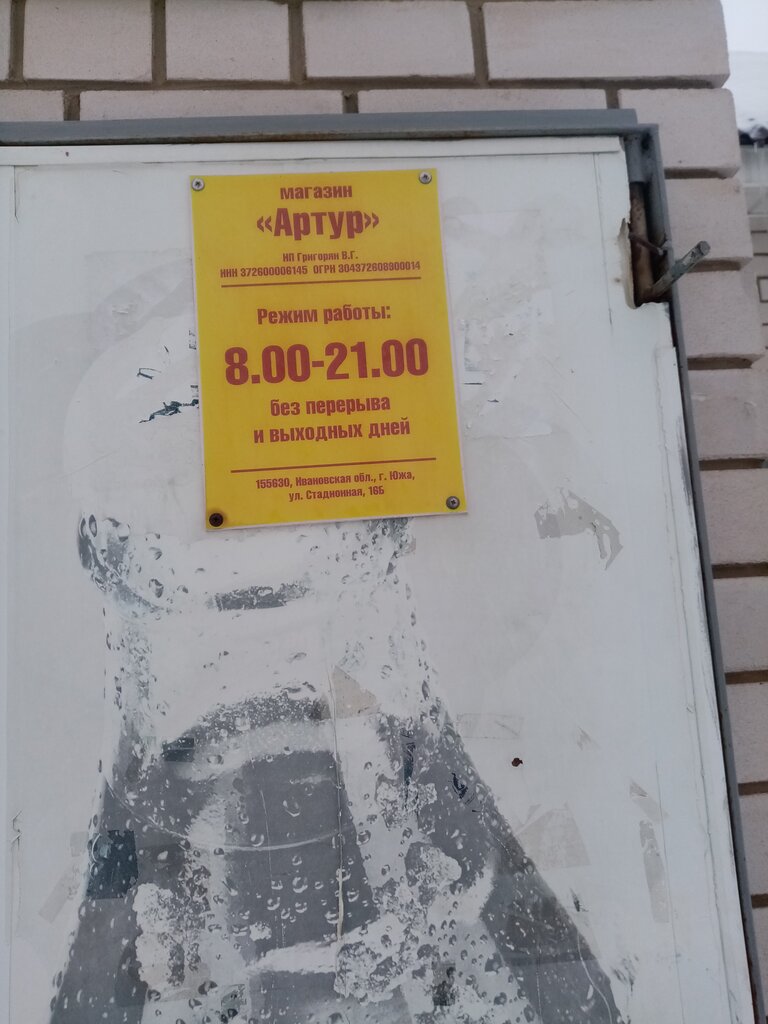 магазин
«Артур»
ИП Григорян В.Г.
ИНН 372600006145 ОГРН 304372608900014
Режим работы:
8.00-21.00
без перерыва
и выходных дней
155630, Ивановская обл., г. Южа,
ул. Стадионная, 16Б